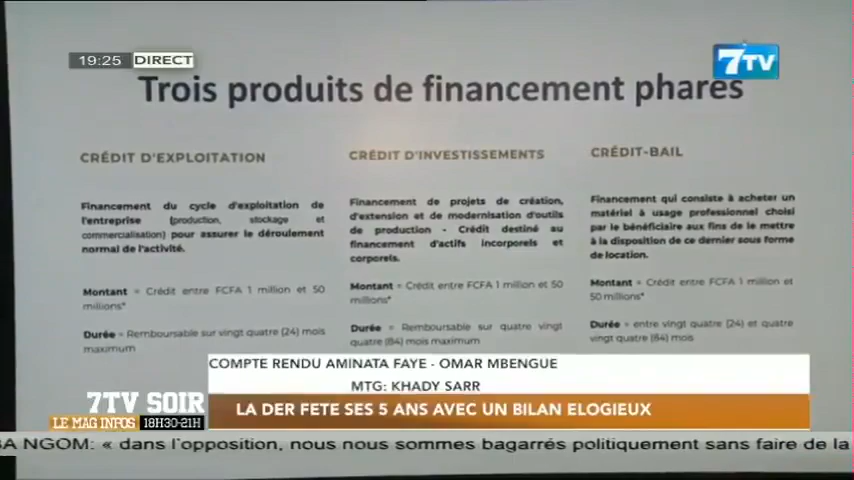 19:25 DIRECT
7TV
Trois produits de financement phares
CRÉDIT D'EXPLOITATION
Financement du cycle d'exploitation de
l'entreprise (production, stockage et
commercialisation) pour assurer le déroulement
normal de l'activité.
Montant = Crédit entre FCFA 1 million et 50
millions*
Durée = Remboursable sur vingt quatre (24) mois
maximum
CRÉDIT D'INVESTISSEMENTS
Financement de projets de création,
d'extension et de modernisation d'outils
de production - Crédit destiné au
financement d'actifs incorporels et
corporels.
Montant = Crédit entre FCFA 1 million et 50
millions*
Durée = Remboursable sur quatre vingt
quatre (84) mois maximum
CRÉDIT-BAIL
Financement qui consiste à acheter un
matériel à usage professionnel choisi
par le bénéficiaire aux fins de le mettre
à la disposition de ce dernier sous forme
de location.
Montant = Crédit entre FCFA 1 million et
50 millions*
Durée = entre vingt quatre (24) et quatre
vingt quatre (84) mois
COMPTE RENDU AMINATA FAYE - OMAR MBENGUE
MTG: KHADY SARR
7TV SOIR
LE MAG INFOS 18H30-21H
LA DER FETE SES 5 ANS AVEC UN BILAN ELOGIEUX
BA NGOM: « dans l'opposition, nous nous sommes bagarrés politiquement sans faire de la